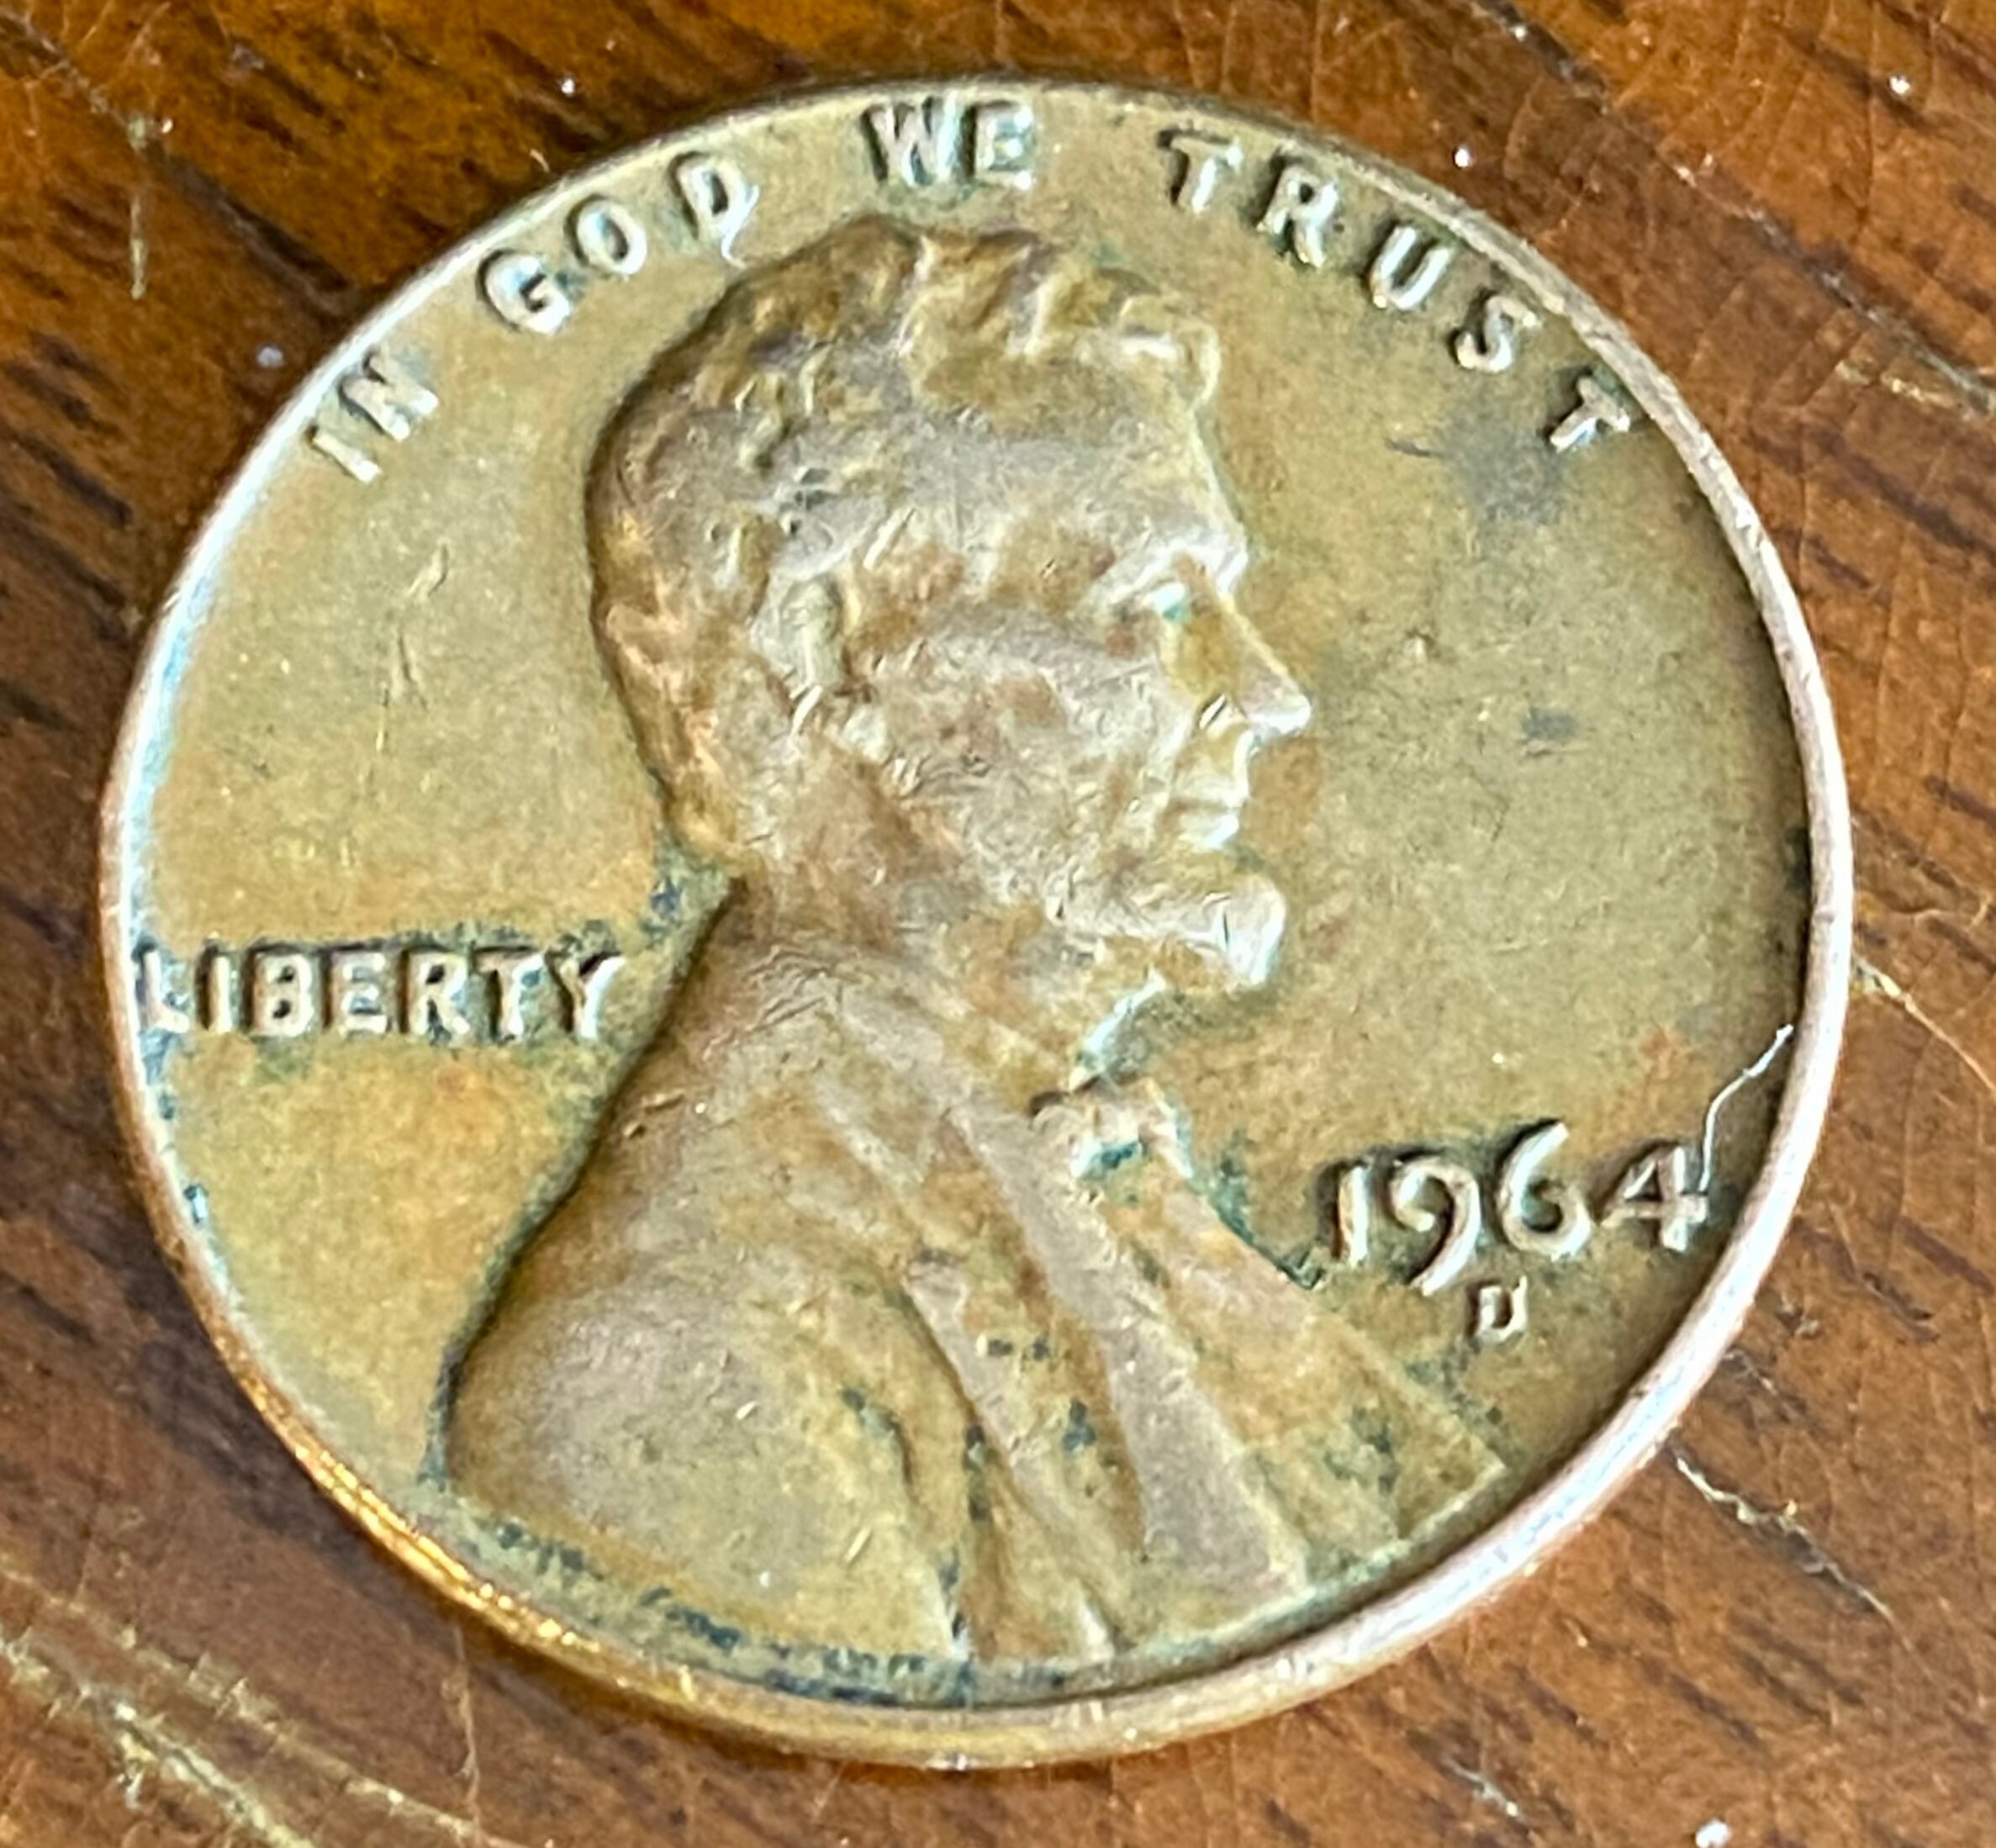 IN GOD WE TRUST
LIBERTY
1964
D